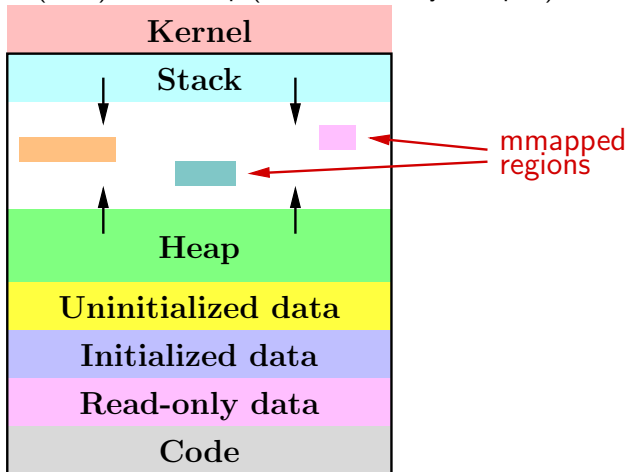 Kernel
Stack
mmapped
regions
Heap
Uninitialized data
Initialized data
Read-only data
Code